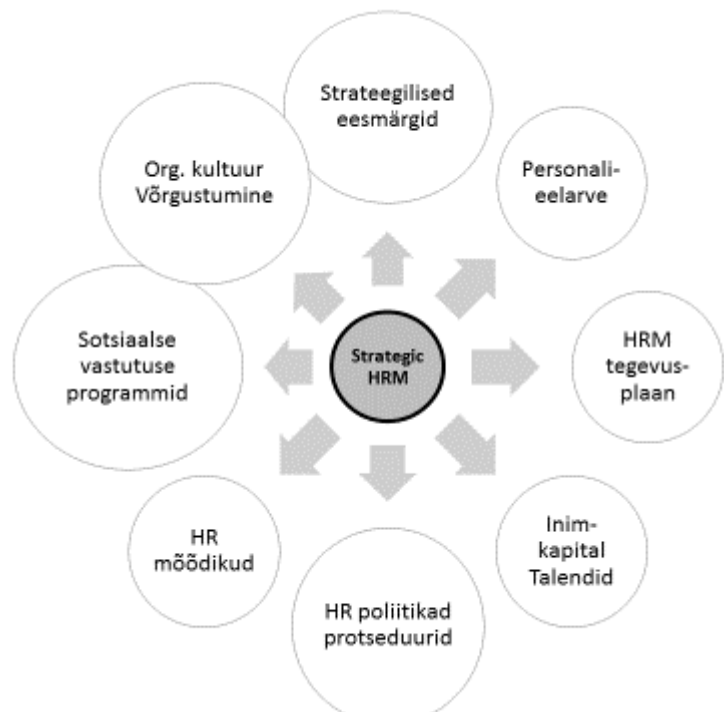 Strateegilised
eesmärgid
Personali-
eelarve
HRM
tegevus-
plaan
Inim-
kapital
Talendid
HR poliitikad
protseduurid
HR
mõõdikud
Sotsiaalse
vastutuse
programmid
Org. kultuur
Võrgustumine
Strategic
HRM